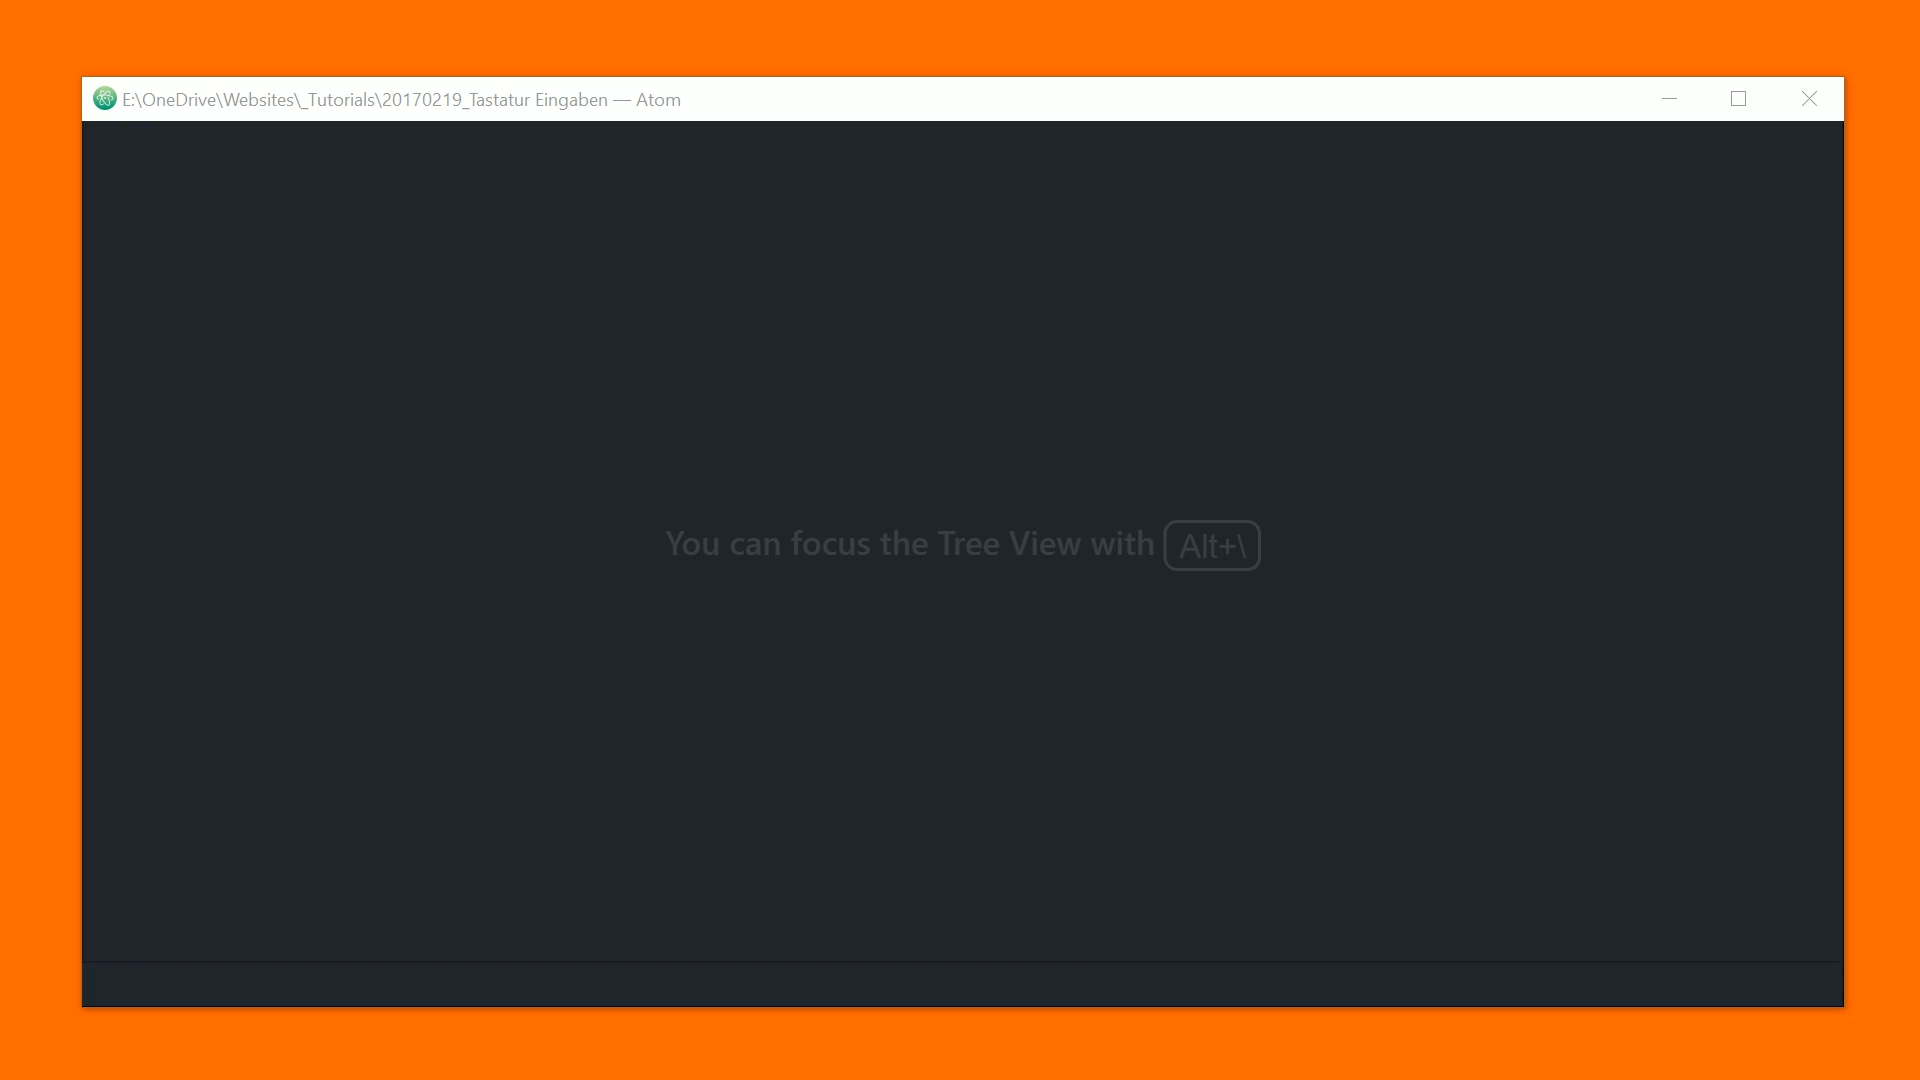 E:\OneDrive\Websites\_Tutorials\20170219_Tastatur Eingaben — Atom
You can focus the Tree View with Alt+\